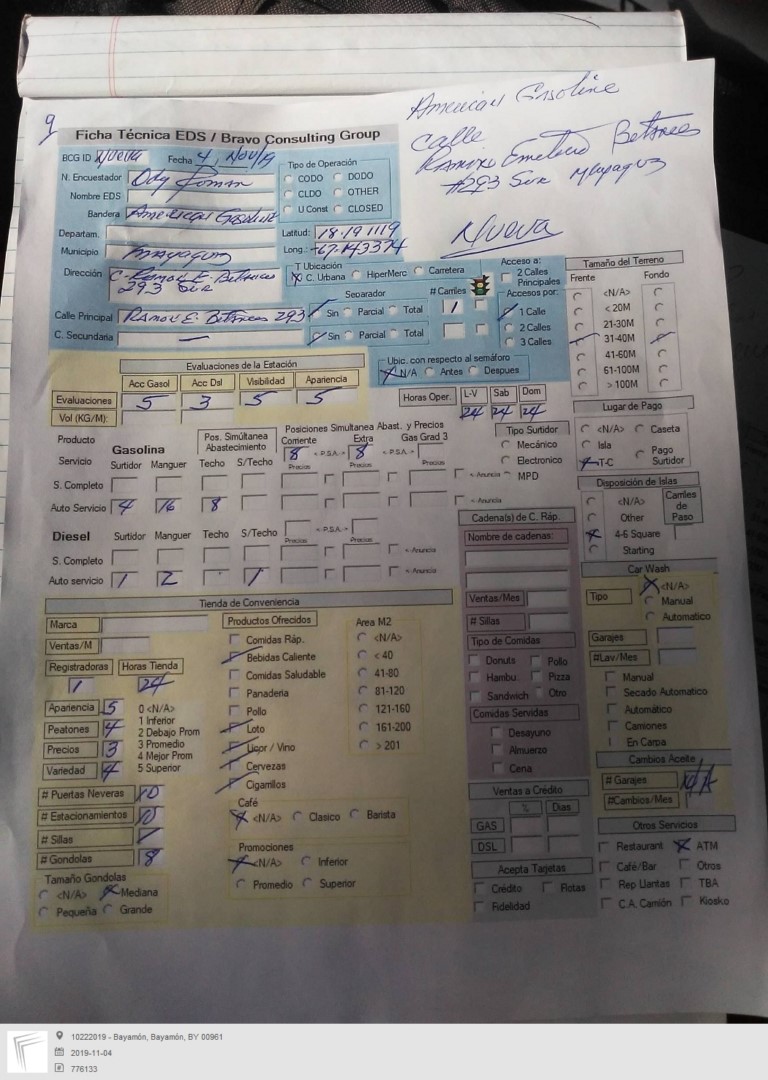 9
American Gasoline
Calle
Ramon Emeterio Betances
#293 Sur Mayaguez
Nueva
Ficha Técnica EDS / Bravo Consulting Group
BCG ID Nueva Fecha 4, Nov/19
N. Encuestador Ody Roman
Nombre EDS
Bandera American Gasoline
Departam.
Municipio Mayaguez
Dirección C-Ramon E. Betances
293 Sur
Calle Principal Ramon E. Betances 293
C. Secundaria —
Tipo de Operación
CODO DODO
CLDO OTHER
U Const CLOSED
Latitud: 18.191119
Long.: -67.143374
T Ubicación
C. Urbana HiperMerc Carretera
Separador # Carriles
Sin Parcial Total 1
Sin Parcial Total
Acceso a:
2 Calles
Principales
Accesos por:
1 Calle
2 Calles
3 Calles
Ubic. con respecto al semáforo
N/A Antes Despues
Tamaño del Terreno
Frente Fondo
<N/A>
< 20M
21-30M
31-40M
41-60M
61-100M
> 100M
Evaluaciones de la Estación
Acc Gasol Acc Dsl Visibilidad Apariencia
Evaluaciones 5 3 5 5
Vol (KG/M):
Horas Oper. L-V Sab Dom
24 24 24
Lugar de Pago
<N/A> Caseta
Isla
T-C Pago
Surtidor
Producto
Servicio
Gasolina
Surtidor Manguer
Pos. Simúltanea
Abastecimiento
Techo S/Techo
Posiciones Simultanea Abast. y Precios
Corriente Extra Gas Grad 3
8 <-P.S.A.-> 8 <-P.S.A.->
Precios Precios Precios
S. Completo <-Anuncia
Auto Servicio 4 16 8 <-Anuncia
Tipo Surtidor
Mecánico
Electronico
MPD
Disposición de Islas
<N/A>
Other
4-6 Square
Starting
Carriles
de
Paso
Diesel Surtidor Manguer Techo S/Techo
<-P.S.A.->
Precios Precios
S. Completo <-Anuncia
Auto servicio 1 2 1 <-Anuncia
Cadena(a) de C. Ráp.
Nombre de cadenas:
Ventas/Mes
# Sillas
Tipo de Comidas
Donuts Pollo
Hambu Pizza
Sandwich Otro
Comidas Servidas
Desayuno
Almuerzo
Cena
Car Wash
Tipo <N/A>
Manual
Automatico
Garajes
#Lav/Mes
Manual
Secado Automatico
Automático
Camiones
En Carpa
Tienda de Conveniencia
Marca
Ventas/M
Registradoras Horas Tienda
1 24
Apariencia 5
Peatones 4
Precios 3
Variedad 4
0 <N/A>
1 Inferior
2 Debajo Prom
3 Promedio
4 Mejor Prom
5 Superior
# Puertas Neveras 10
# Estacionamientos 10
# Sillas
# Gondolas 8
Tamaño Gondolas
<N/A> Mediana
Pequeña Grande
Productos Ofrecidos
Comidas Ráp.
Bebidas Caliente
Comidas Saludable
Panaderia
Pollo
Loto
Licor / Vino
Cervezas
Cigarrilos
Area M2
<N/A>
< 40
41-80
81-120
121-160
161-200
> 201
Café
<N/A> Clasico Barista
Promociones
<N/A> Inferior
Promedio Superior
Ventas a Crédito
% Dias
GAS
DSL
Acepta Tarjetas
Crédito Flotas
Fidelidad
Cambios Aceite
# Garajes N/A
#Cambios/Mes
Otros Servicios
Restaurant ATM
Café/Bar Otros
Rep Llantas TBA
C.A. Camión Kiosko
10222019 - Bayamón, Bayamón, BY 00961
2019-11-04
776133